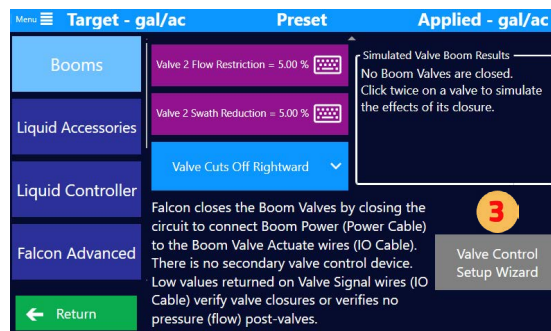 Menu Target - gal/ac Preset Applied - gal/ac
Booms
Liquid Accessories
Liquid Controller
Falcon Advanced
Return
Valve 2 Flow Restriction = 5.00 %
Valve 2 Swath Reduction = 5.00 %
Valve Cuts Off Rightward
Simulated Valve Boom Results
No Boom Valves are closed.
Click twice on a valve to simulate
the effects of its closure.
Falcon closes the Boom Valves by closing the
circuit to connect Boom Power (Power Cable)
to the Boom Valve Actuate wires (IO Cable).
There is no secondary valve control device.
Low values returned on Valve Signal wires (IO
Cable) verify valve closures or verifies no
pressure (flow) post-valves.
3
Valve Control
Setup Wizard